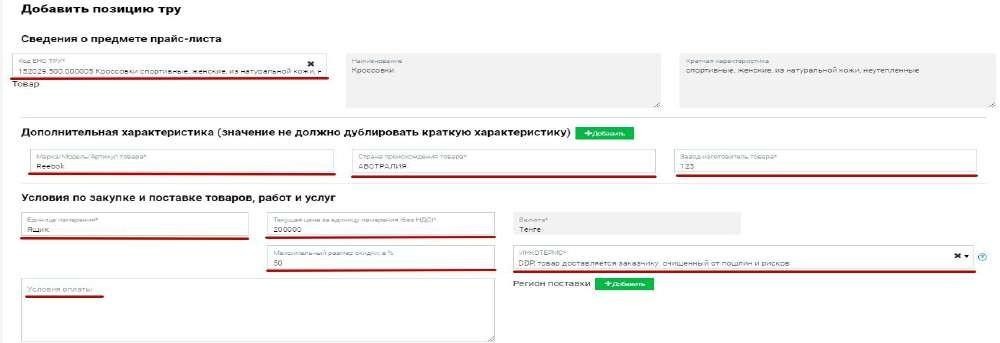 Добавить позицию тру
Сведения о предмете прайс-листа
Код ЕНС ТРУ*
Наименование
Краткая характеристика
152029.500.000005 Кроссовки спортивные, женские, из натуральной кожи, н
Кроссовки
спортивные, женские, из натуральной кожи, неутепленные
Товар
Дополнительная характеристика (значение не должно дублировать краткую характеристику)
+Добавить
Марка/Модель/Артикул товара*
Страна происхождения товара*
Завод изготовитель товара*
Reebok
АВСТРАЛИЯ
123
Условия по закупке и поставке товаров, работ и услуг
Единица измерения*
Текущая цена за единицу измерения (без НДС)*
Валюта*
Ящик
200000
Тенге
Максимальный размер скидки, в %
ИНКОТЕРМС*
50
DDP, товар доставляется заказчику, очищенный от пошлин и рисков
Условия оплаты
Регион поставки
+Добавить